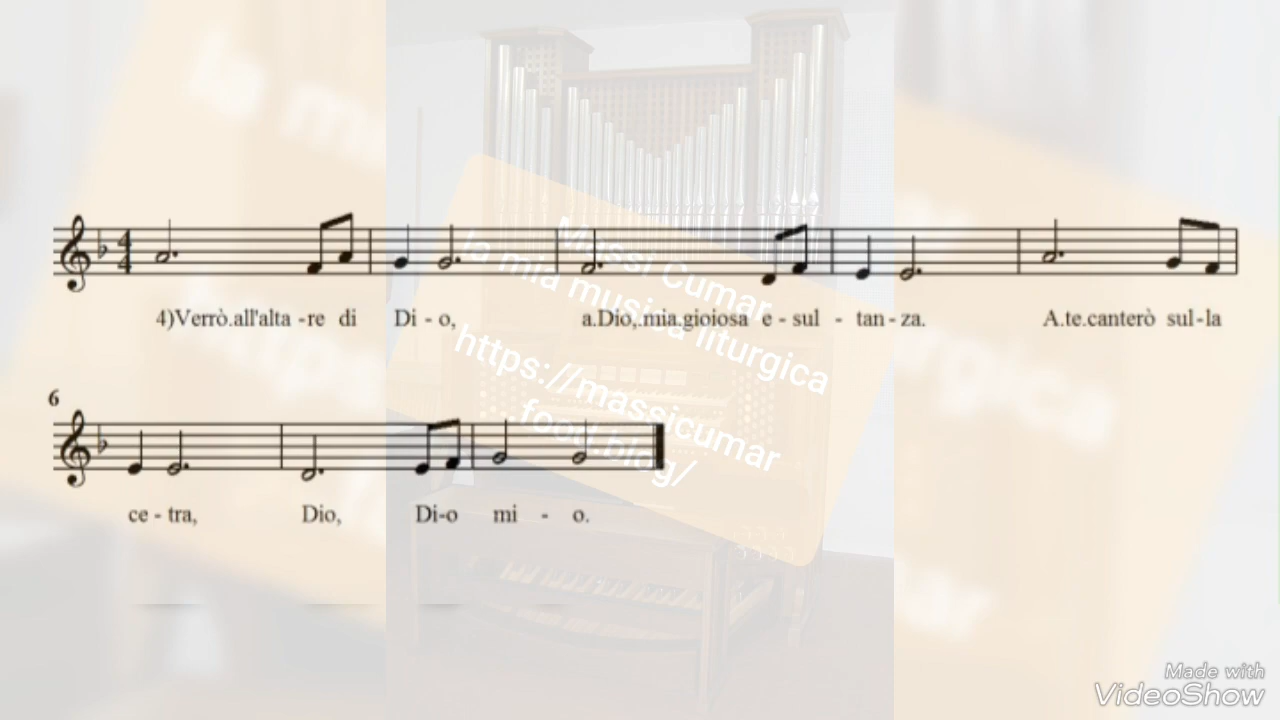 4)Verrò.all'alta -re di Di - o, a.Dio,.mia.gioiosa e - sul - tan - za. A.te.canterò sul-la
6
ce - tra, Dio, Di-o mi - o.
Massi Cumar
la mia musica liturgica
https://massicumar
.food.blog/
Made with
VideoShow